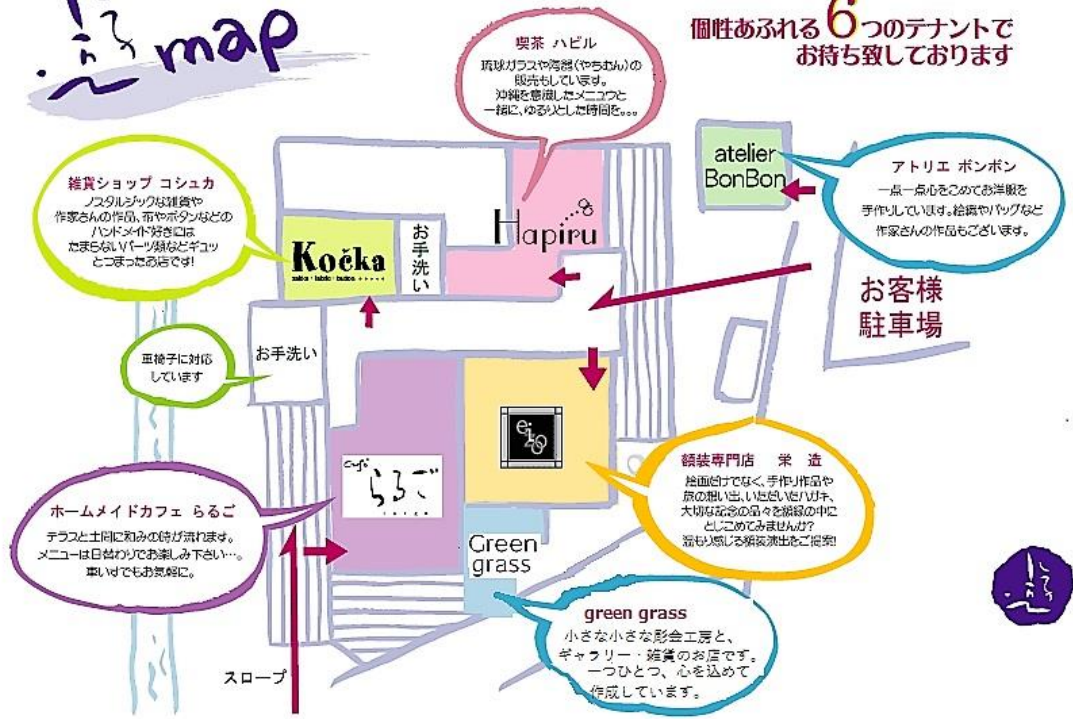 map
個性あふれる6つのテナントで
お待ち致しております
喫茶 ハピル
琉球ガラスや陶器(やちむん)の
販売もしています。
沖縄を意識したメニュウと
一緒に、ゆるりとした時間を。。。
雑貨ショップ コシュカ
ノスタルジックな雑貨や
作家さんの作品、布やボタンなどの
ハンドメイド好きには
たまらないパーツ類などギュッ
とつまったお店です!
atelier
BonBon
アトリエ ボンボン
一点一点心をこめてお洋服を
手作りしています。絵織やバッグなど
作家さんの作品もございます。
Hapiru
Kočka
お手洗い
お客様
駐車場
お手洗い
車椅子に対応
しています
eizo
額装専門店 栄 造
絵画だけでなく、手作り作品や
旅の想い出、いただいたハガキ、
大切な記念の品々を額縁の中に
とじこめてみませんか?
温もり感じる額装演出をご提案!
Café
らるご
ホームメイドカフェ らるご
テラスと土間に和みの時が流れます。
メニューは日替わりでお楽しみ下さい…。
車いすでもお気軽に。
Green
grass
green grass
小さな小さな彫金工房と、
ギャラリー・雑貨のお店です。
一つひとつ、心を込めて
作成しています。
スロープ